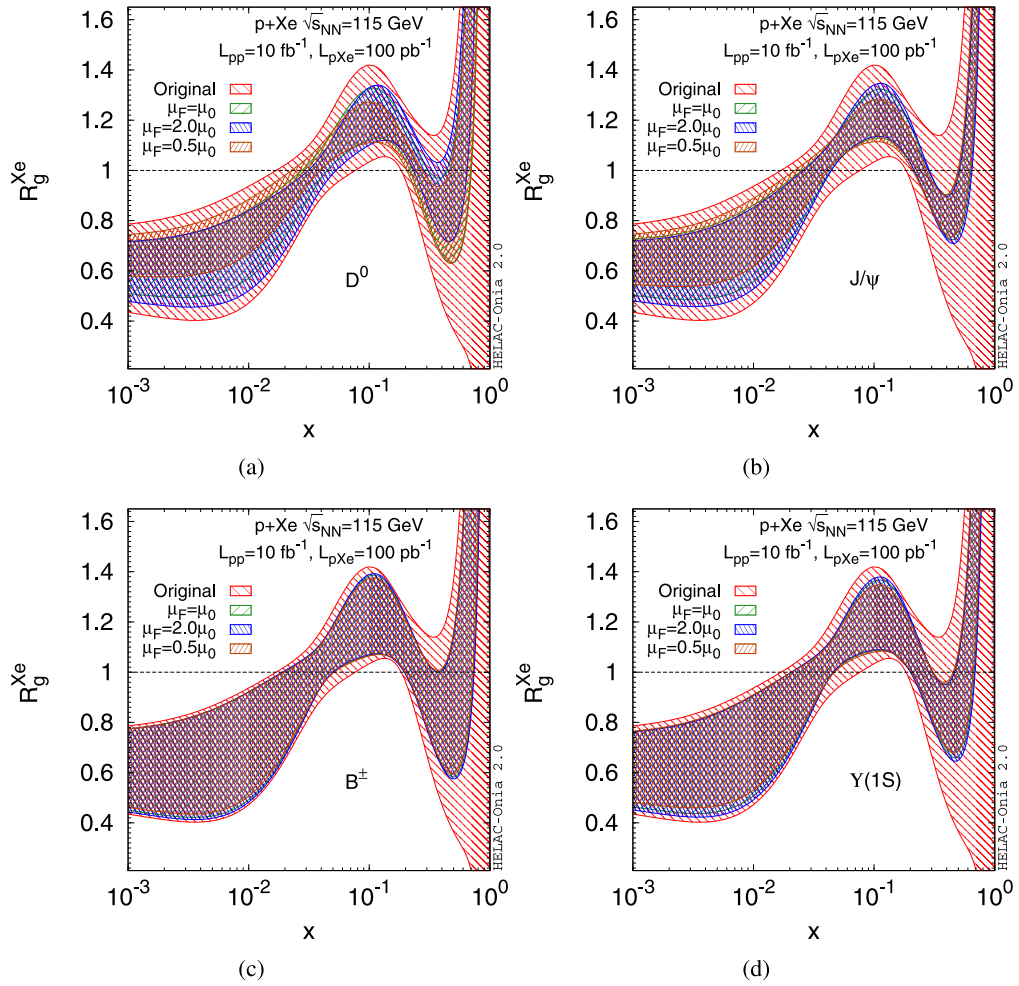 p+Xe √sNN=115 GeV
Lpp=10 fb-1, LpXe=100 pb-1
Original
μF=μ0
μF=2.0μ0
μF=0.5μ0
RgXe
1.6
1.4
1.2
1
0.8
0.6
0.4
D0
HELAC-Onia 2.0
10-3 10-2 10-1 100
x
(a)
p+Xe √sNN=115 GeV
Lpp=10 fb-1, LpXe=100 pb-1
Original
μF=μ0
μF=2.0μ0
μF=0.5μ0
RgXe
1.6
1.4
1.2
1
0.8
0.6
0.4
J/ψ
HELAC-Onia 2.0
10-3 10-2 10-1 100
x
(b)
p+Xe √sNN=115 GeV
Lpp=10 fb-1, LpXe=100 pb-1
Original
μF=μ0
μF=2.0μ0
μF=0.5μ0
RgXe
1.6
1.4
1.2
1
0.8
0.6
0.4
B±
HELAC-Onia 2.0
10-3 10-2 10-1 100
x
(c)
p+Xe √sNN=115 GeV
Lpp=10 fb-1, LpXe=100 pb-1
Original
μF=μ0
μF=2.0μ0
μF=0.5μ0
RgXe
1.6
1.4
1.2
1
0.8
0.6
0.4
Υ(1S)
HELAC-Onia 2.0
10-3 10-2 10-1 100
x
(d)